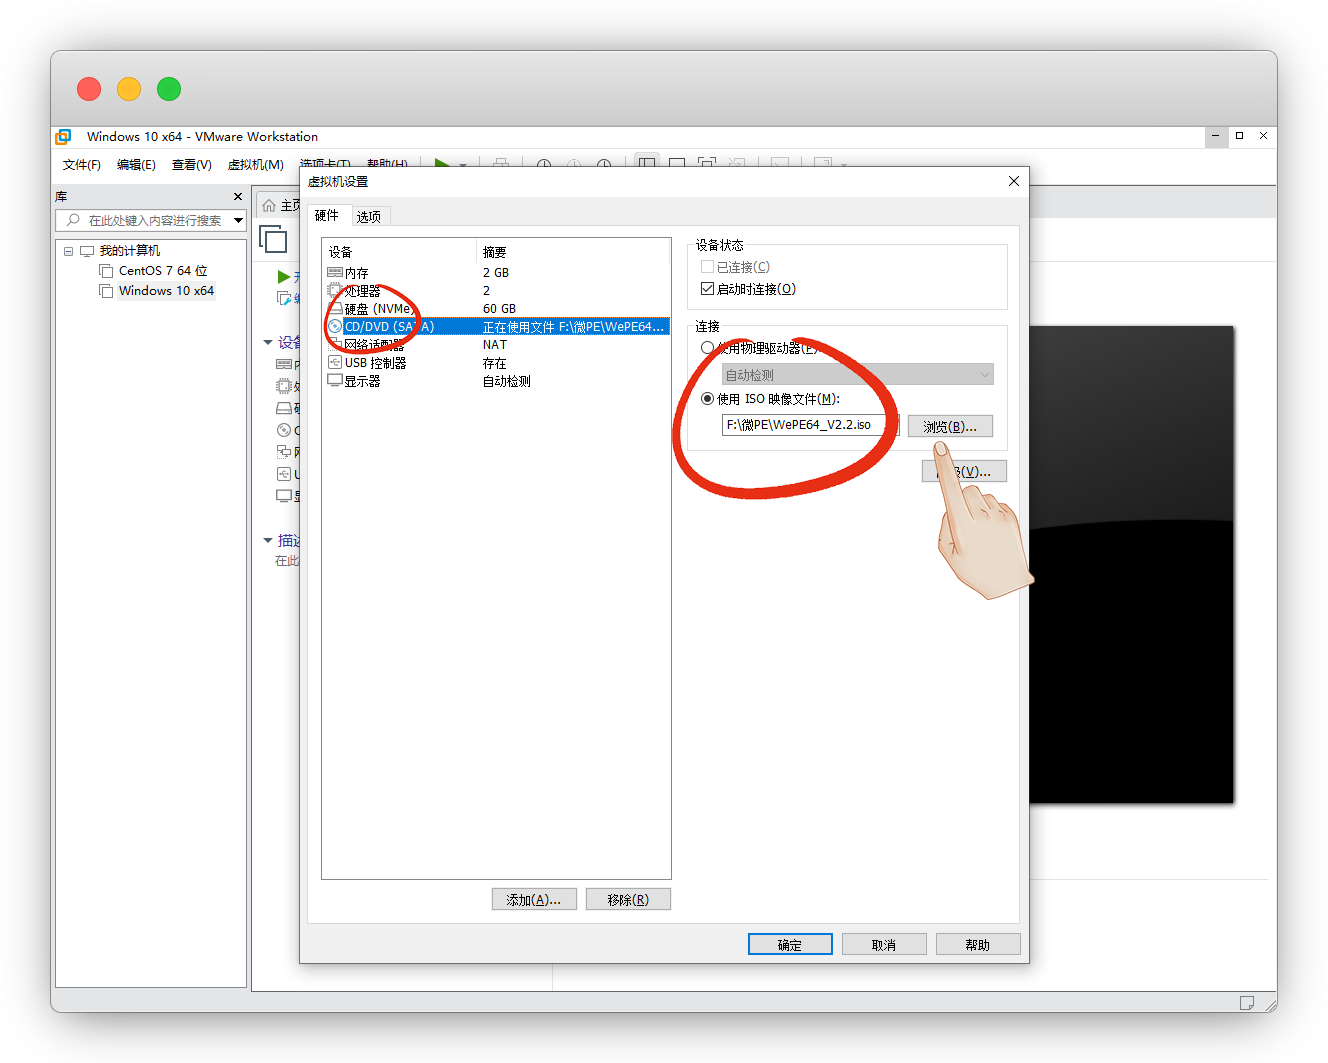 Windows 10 x64 - VMware Workstation
文件(F) 编辑(E) 查看(V) 虚拟机(M) 选项卡(T) 帮助(H)
库
在此处键入内容进行搜索
我的计算机
CentOS 7 64 位
Windows 10 x64
主页
虚拟机设置
硬件 选项
设备 摘要
内存 2 GB
处理器 2
硬盘 (NVMe) 60 GB
CD/DVD (SATA) 正在使用文件 F:\微PE\WePE64...
网络适配器 NAT
USB 控制器 存在
显示器 自动检测
添加(A)... 移除(R)
设备状态
已连接(C)
启动时连接(O)
连接
使用物理驱动器(P):
自动检测
使用 ISO 映像文件(M):
F:\微PE\WePE64_V2.2.iso
浏览(B)...
(V)...
确定 取消 帮助
设备
描述
在此